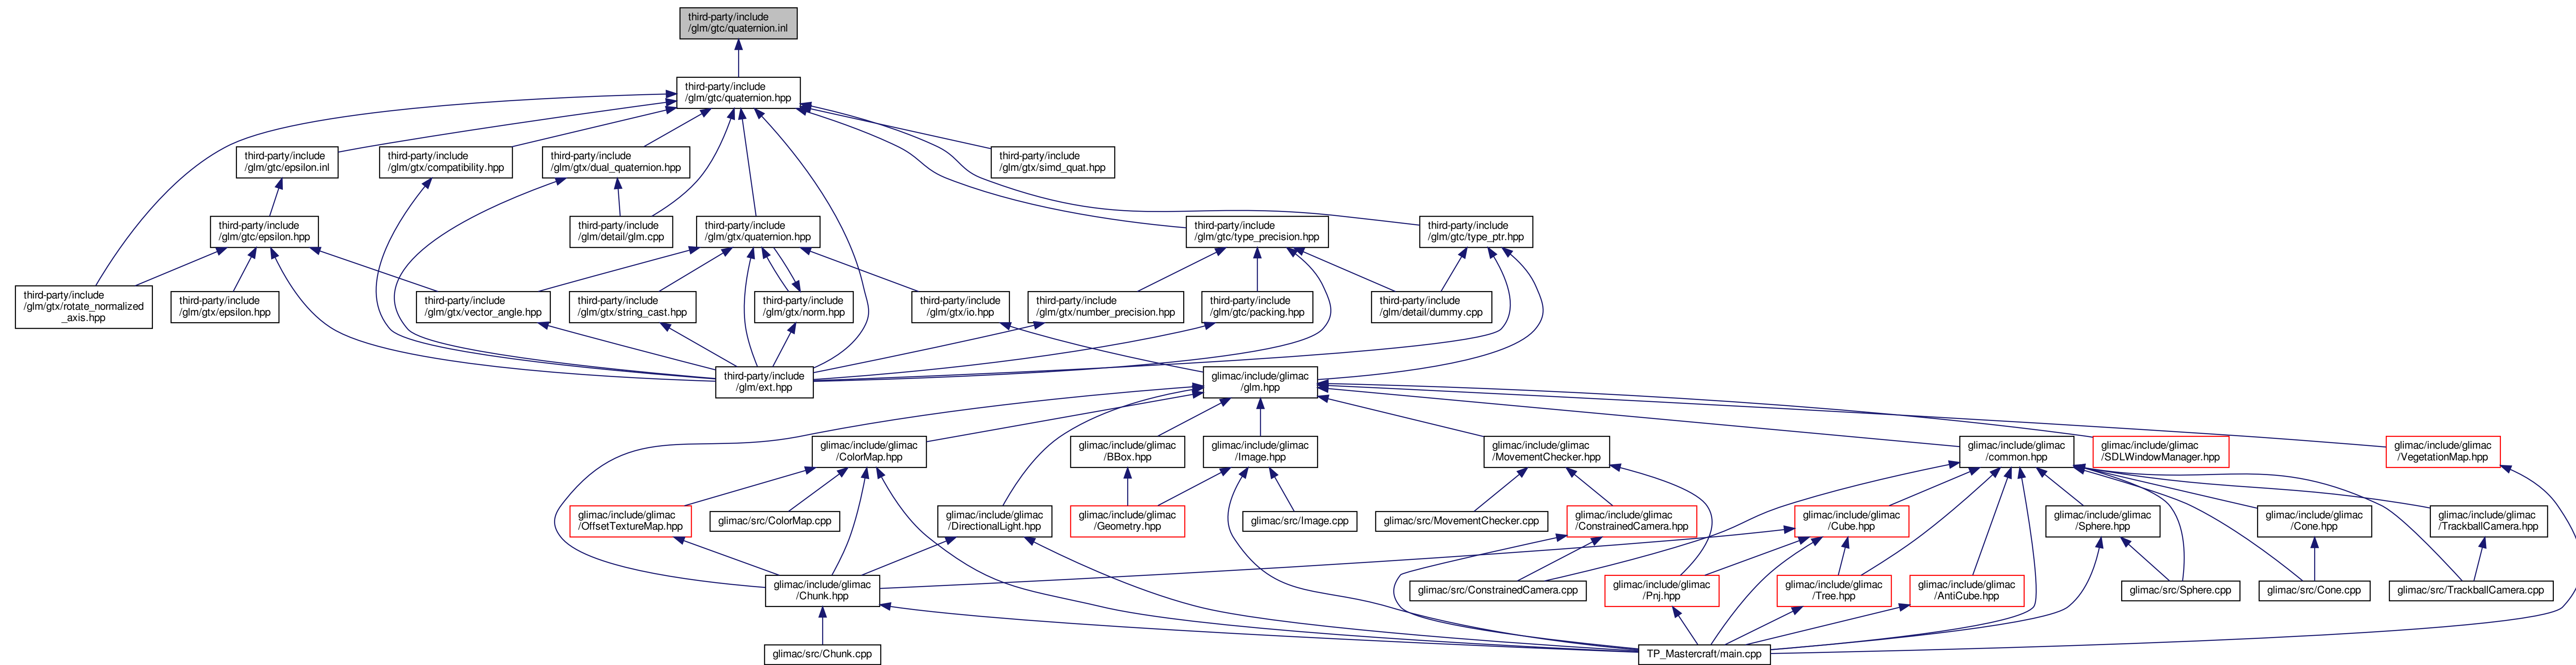 third-party/include
/glm/gtc/quaternion.inl
third-party/include
/glm/gtc/quaternion.hpp
third-party/include
/glm/gtc/epsilon.inl
third-party/include
/glm/gtx/compatibility.hpp
third-party/include
/glm/gtx/dual_quaternion.hpp
third-party/include
/glm/gtx/simd_quat.hpp
third-party/include
/glm/gtc/epsilon.hpp
third-party/include
/glm/detail/glm.cpp
third-party/include
/glm/gtx/quaternion.hpp
third-party/include
/glm/gtc/type_precision.hpp
third-party/include
/glm/gtc/type_ptr.hpp
third-party/include
/glm/gtx/rotate_normalized
_axis.hpp
third-party/include
/glm/gtx/epsilon.hpp
third-party/include
/glm/gtx/vector_angle.hpp
third-party/include
/glm/gtx/string_cast.hpp
third-party/include
/glm/gtx/norm.hpp
third-party/include
/glm/gtx/io.hpp
third-party/include
/glm/gtx/number_precision.hpp
third-party/include
/glm/gtc/packing.hpp
third-party/include
/glm/detail/dummy.cpp
third-party/include
/glm/ext.hpp
glimac/include/glimac
/glm.hpp
glimac/include/glimac
/ColorMap.hpp
glimac/include/glimac
/BBox.hpp
glimac/include/glimac
/Image.hpp
glimac/include/glimac
/MovementChecker.hpp
glimac/include/glimac
/common.hpp
glimac/include/glimac
/SDLWindowManager.hpp
glimac/include/glimac
/VegetationMap.hpp
glimac/include/glimac
/OffsetTextureMap.hpp
glimac/src/ColorMap.cpp
glimac/include/glimac
/DirectionalLight.hpp
glimac/include/glimac
/Geometry.hpp
glimac/src/Image.cpp
glimac/src/MovementChecker.cpp
glimac/include/glimac
/ConstrainedCamera.hpp
glimac/include/glimac
/Cube.hpp
glimac/include/glimac
/Sphere.hpp
glimac/include/glimac
/Cone.hpp
glimac/include/glimac
/TrackballCamera.hpp
glimac/include/glimac
/Chunk.hpp
glimac/src/ConstrainedCamera.cpp
glimac/include/glimac
/Pnj.hpp
glimac/include/glimac
/Tree.hpp
glimac/include/glimac
/AntiCube.hpp
glimac/src/Sphere.cpp
glimac/src/Cone.cpp
glimac/src/TrackballCamera.cpp
glimac/src/Chunk.cpp
TP_Mastercraft/main.cpp